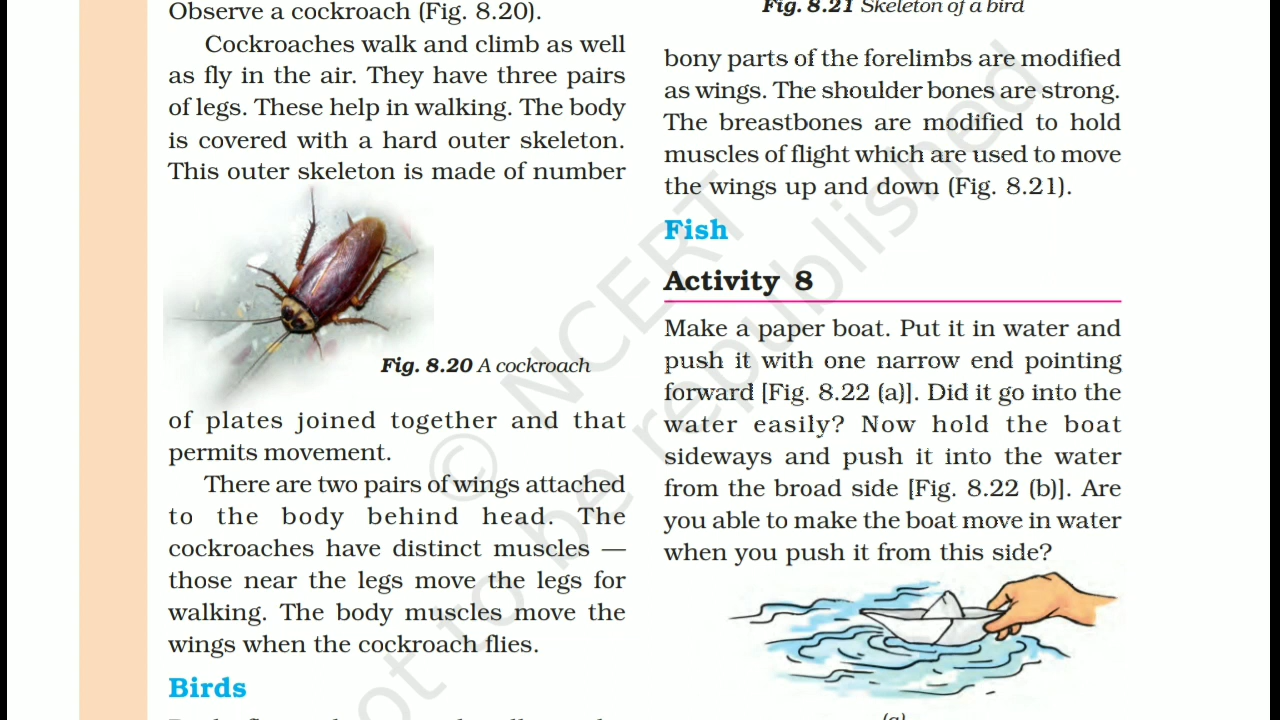 Observe a cockroach (Fig. 8.20).
Cockroaches walk and climb as well
as fly in the air. They have three pairs
of legs. These help in walking. The body
is covered with a hard outer skeleton.
This outer skeleton is made of number
Fig. 8.20 A cockroach
of plates joined together and that
permits movement.
There are two pairs of wings attached
to the body behind head. The
cockroaches have distinct muscles —
those near the legs move the legs for
walking. The body muscles move the
wings when the cockroach flies.
Birds
Fig. 8.21 Skeleton of a bird
bony parts of the forelimbs are modified
as wings. The shoulder bones are strong.
The breastbones are modified to hold
muscles of flight which are used to move
the wings up and down (Fig. 8.21).
Fish
Activity 8
Make a paper boat. Put it in water and
push it with one narrow end pointing
forward [Fig. 8.22 (a)]. Did it go into the
water easily? Now hold the boat
sideways and push it into the water
from the broad side [Fig. 8.22 (b)]. Are
you able to make the boat move in water
when you push it from this side?
(a)
© NCERT
not to be republished